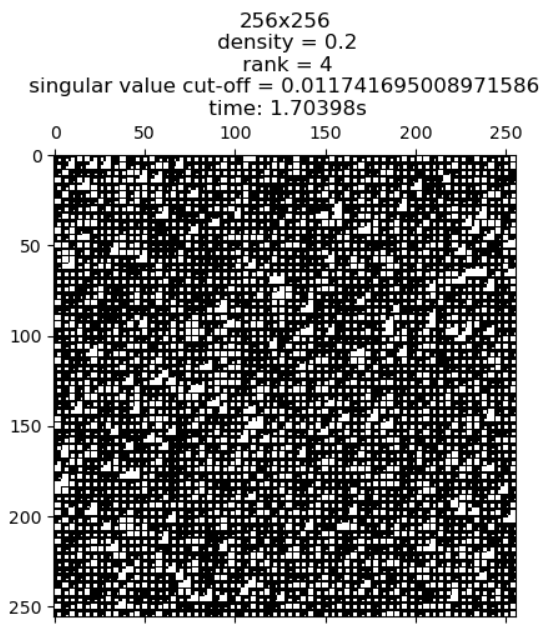 256x256
density = 0.2
rank = 4
singular value cut-off = 0.011741695008971586
time: 1.70398s
0 50 100 150 200 250
0
50
100
150
200
250